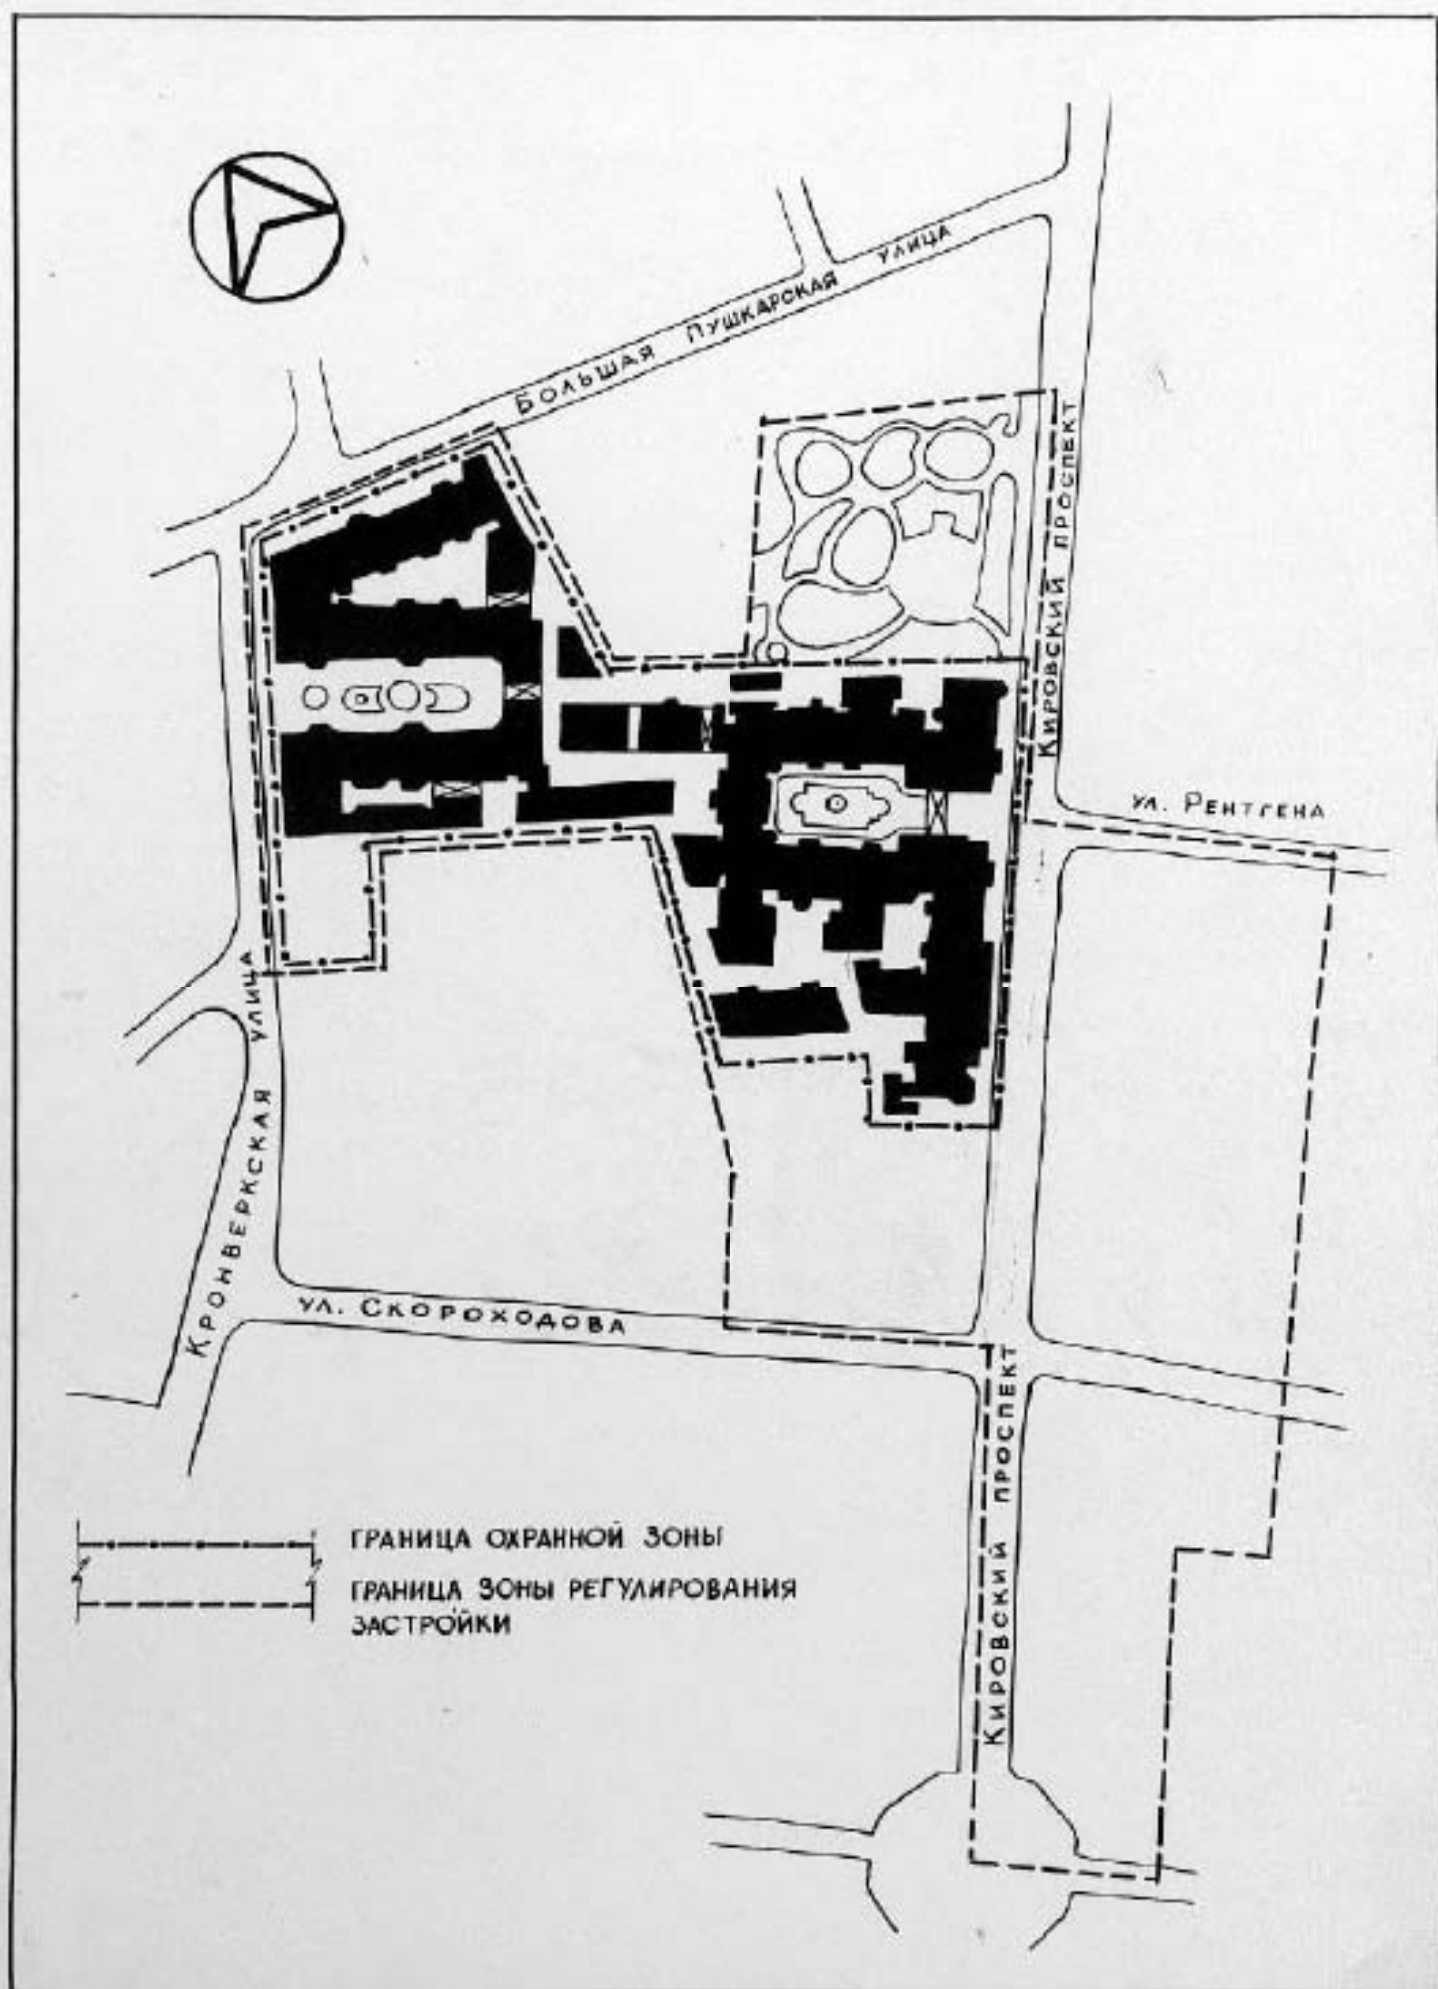 Большая Пушкарская улица
Кировский проспект
ул. Рентгена
Кронверкская улица
ул. Скороходова
Кировский проспект
Граница охранной зоны
Граница зоны регулирования
застройки